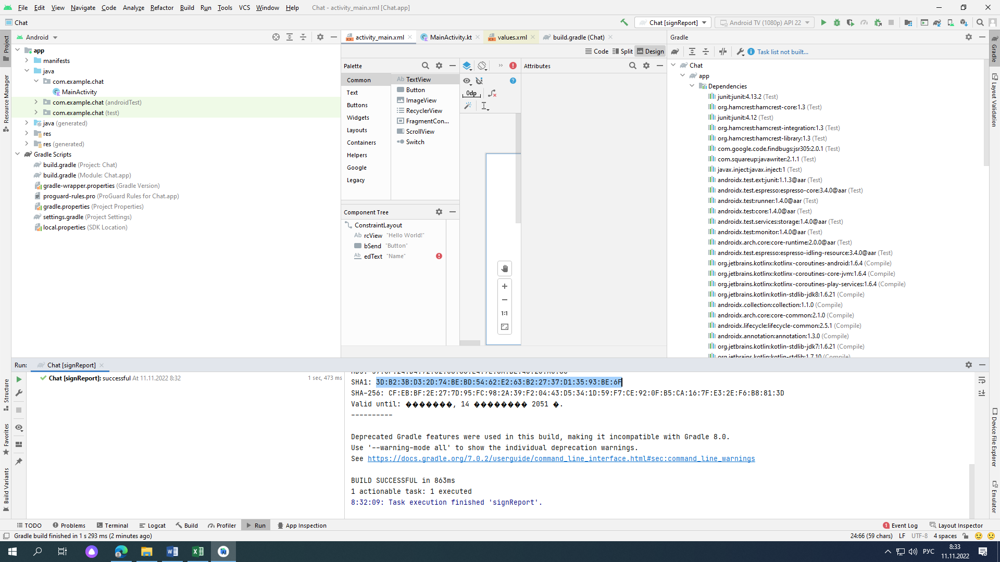 File Edit View Navigate Code Analyze Refactor Build Run Tools VCS Window Help Chat - activity_main.xml [Chat.app]
Chat
Chat [signReport]
Android TV (1080p) API 22
Project
Resource Manager
Structure
Favorites
Build Variants
Android
app
manifests
java
com.example.chat
MainActivity
com.example.chat (androidTest)
com.example.chat (test)
java (generated)
res
res (generated)
Gradle Scripts
build.gradle (Project: Chat)
build.gradle (Module: Chat.app)
gradle-wrapper.properties (Gradle Version)
proguard-rules.pro (ProGuard Rules for Chat.app)
gradle.properties (Project Properties)
settings.gradle (Project Settings)
local.properties (SDK Location)
activity_main.xml
MainActivity.kt
values.xml
build.gradle (Chat)
Code
Split
Design
Palette
Common
Text
Buttons
Widgets
Layouts
Containers
Helpers
Google
Legacy
Ab TextView
Button
ImageView
RecyclerView
FragmentCon...
ScrollView
Switch
0dp
Component Tree
ConstraintLayout
Ab rcView "Hello World!"
bSend "Button"
Ab edText "Name"
1:1
Attributes
Gradle
Task list not built...
Chat
app
Dependencies
junit:junit:4.13.2 (Test)
org.hamcrest:hamcrest-core:1.3 (Test)
junit:junit:4.12 (Test)
org.hamcrest:hamcrest-integration:1.3 (Test)
org.hamcrest:hamcrest-library:1.3 (Test)
com.google.code.findbugs:jsr305:2.0.1 (Test)
com.squareup:javawriter:2.1.1 (Test)
javax.inject:javax.inject:1 (Test)
androidx.test.ext:junit:1.1.3@aar (Test)
androidx.test.espresso:espresso-core:3.4.0@aar (Test)
androidx.test:runner:1.4.0@aar (Test)
androidx.test:core:1.4.0@aar (Test)
androidx.test.services:storage:1.4.0@aar (Test)
androidx.test:monitor:1.4.0@aar (Test)
androidx.arch.core:core-runtime:2.0.0@aar (Test)
androidx.test.espresso:espresso-idling-resource:3.4.0@aar (Test)
org.jetbrains.kotlinx:kotlinx-coroutines-android:1.6.4 (Compile)
org.jetbrains.kotlinx:kotlinx-coroutines-core-jvm:1.6.4 (Compile)
org.jetbrains.kotlinx:kotlinx-coroutines-play-services:1.6.4 (Compile)
org.jetbrains.kotlin:kotlin-stdlib-jdk8:1.6.21 (Compile)
androidx.collection:collection:1.1.0 (Compile)
androidx.arch.core:core-common:2.1.0 (Compile)
androidx.lifecycle:lifecycle-common:2.5.1 (Compile)
androidx.annotation:annotation:1.3.0 (Compile)
org.jetbrains.kotlin:kotlin-stdlib-jdk7:1.6.21 (Compile)
org.jetbrains.kotlin:kotlin-stdlib:1.7.10 (Compile)
Gradle
Layout Validation
Device File Explorer
Emulator
Run: Chat [signReport]
Chat [signReport]: successful At 11.11.2022 8:32 1 sec, 473 ms
SHA1: 3D:B2:3B:D3:2D:74:BE:BD:54:62:E2:63:B2:27:37:D1:35:93:BE:6F
SHA-256: CF:EB:BF:2E:27:7D:95:FC:98:2A:39:F2:04:43:D5:34:1D:59:F7:CE:92:0F:B5:CA:16:7F:E3:2E:F6:B8:81:3D
Valid until: �������, 14 �������� 2051 �.
----------
Deprecated Gradle features were used in this build, making it incompatible with Gradle 8.0.
Use '--warning-mode all' to show the individual deprecation warnings.
See https://docs.gradle.org/7.0.2/userguide/command_line_interface.html#sec:command_line_warnings
BUILD SUCCESSFUL in 863ms
1 actionable task: 1 executed
8:32:09: Task execution finished 'signReport'.
TODO Problems Terminal Logcat Build Profiler Run App Inspection 1 Event Log Layout Inspector
Gradle build finished in 1 s 293 ms (2 minutes ago) 24:66 (59 chars) LF UTF-8 4 spaces
РУС
8:33
11.11.2022